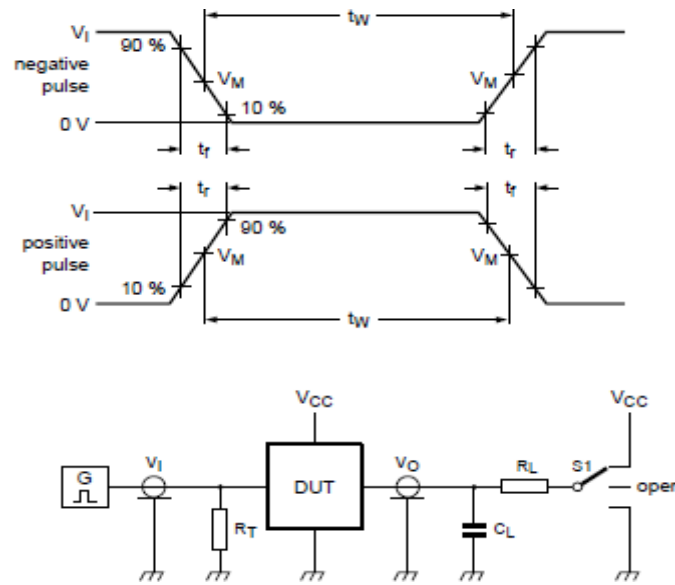 VI
tW
90 %
negative
pulse
VM
VM
10 %
0 V
tf
tr
tr
tf
VI
90 %
positive
pulse
VM
VM
10 %
0 V
tW
VCC
VCC
G
VI
DUT
VO
RL
S1
open
RT
CL